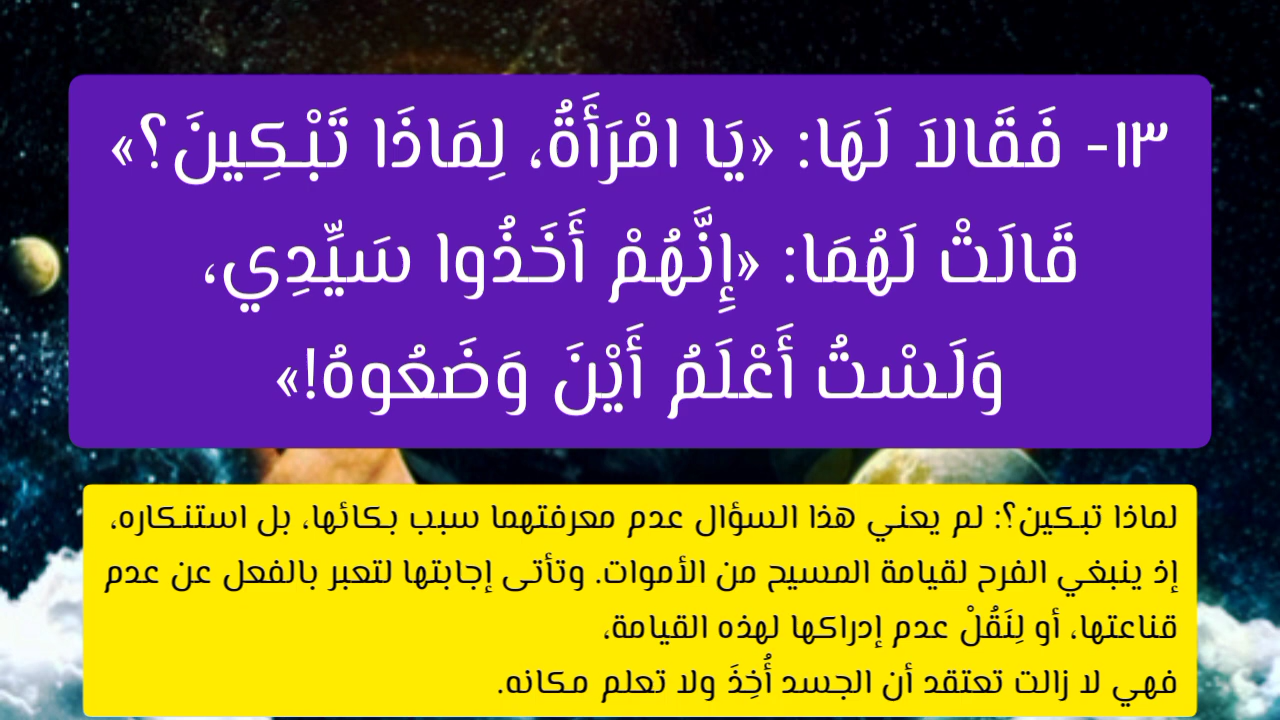 ١٣- فَقَالاَ لَهَا: «يَا امْرَأَةُ، لِمَاذَا تَبْكِينَ؟»
قَالَتْ لَهُمَا: «إِنَّهُمْ أَخَذُوا سَيِّدِي،
وَلَسْتُ أَعْلَمُ أَيْنَ وَضَعُوهُ!»
لماذا تبكين؟: لم يعني هذا السؤال عدم معرفتهما سبب بكائها، بل استنكاره،
إذ ينبغي الفرح لقيامة المسيح من الأموات. وتأتى إجابتها لتعبر بالفعل عن عدم
قناعتها، أو لِنَقُلْ عدم إدراكها لهذه القيامة،
فهي لا زالت تعتقد أن الجسد أُخِذَ ولا تعلم مكانه.